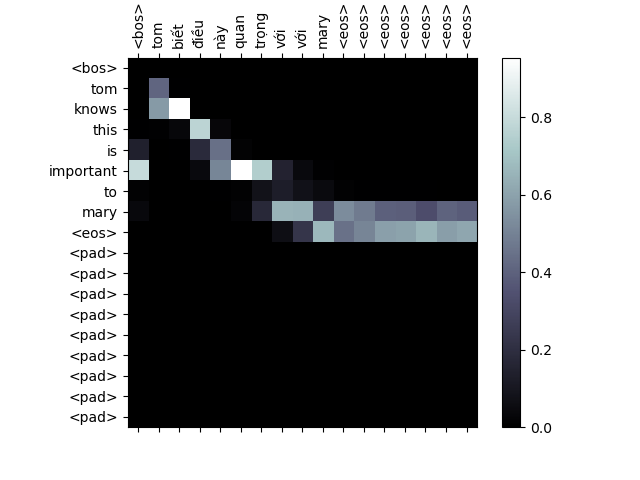 <bos> tom biết điều này quan trọng với với mary <eos> <eos> <eos> <eos> <eos> <eos> <eos>
<bos>
tom
knows
this
is
important
to
mary
<eos>
<pad>
<pad>
<pad>
<pad>
<pad>
<pad>
<pad>
<pad>
<pad>
0.8
0.6
0.4
0.2
0.0